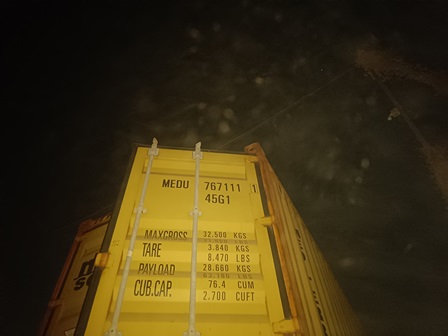 MEDU 767111 1
45G1
MAXGROSS 32.500 KGS
TARE 3.840 KGS
8.470 LBS
PAYLOAD 28.660 KGS
CUB.CAP. 76.4 CUM
2.700 CUFT